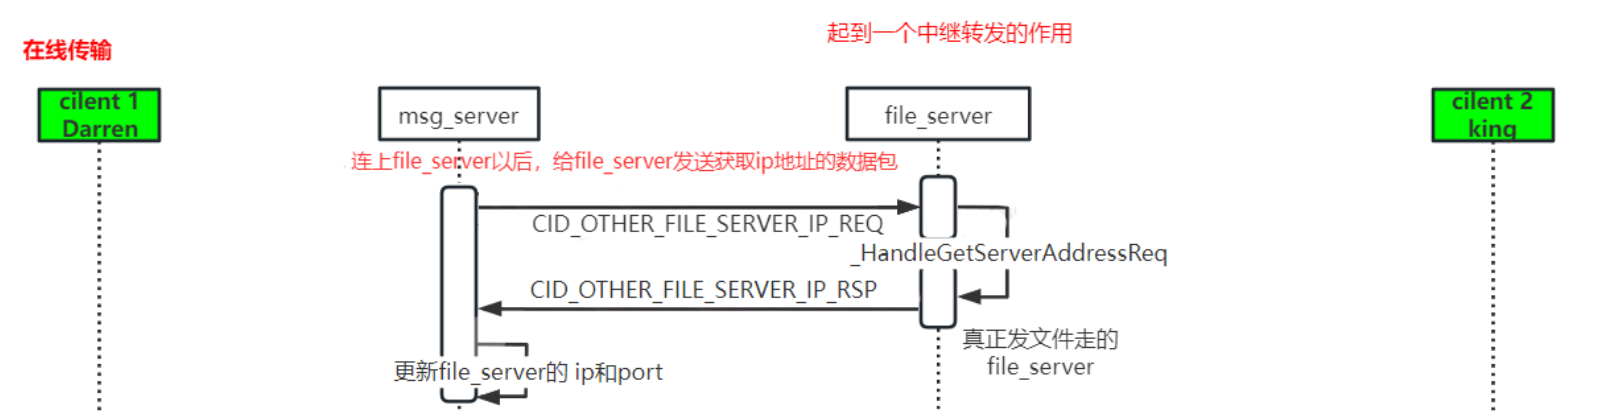 起到一个中继转发的作用
在线传输
cilent 1
Darren
msg_server
file_server
cilent 2
king
连上file_server以后，给file_server发送获取ip地址的数据包
CID_OTHER_FILE_SERVER_IP_REQ
_HandleGetServerAddressReq
CID_OTHER_FILE_SERVER_IP_RSP
真正发文件走的
file_server
更新file_server的 ip和port